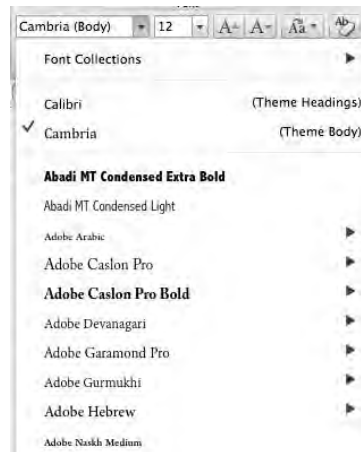 Cambria (Body) 12 A A Aa Ab
Font Collections
Calibri (Theme Headings)
Cambria (Theme Body)
Abadi MT Condensed Extra Bold
Abadi MT Condensed Light
Adobe Arabic
Adobe Caslon Pro
Adobe Caslon Pro Bold
Adobe Devanagari
Adobe Garamond Pro
Adobe Gurmukhi
Adobe Hebrew
Adobe Naskh Medium